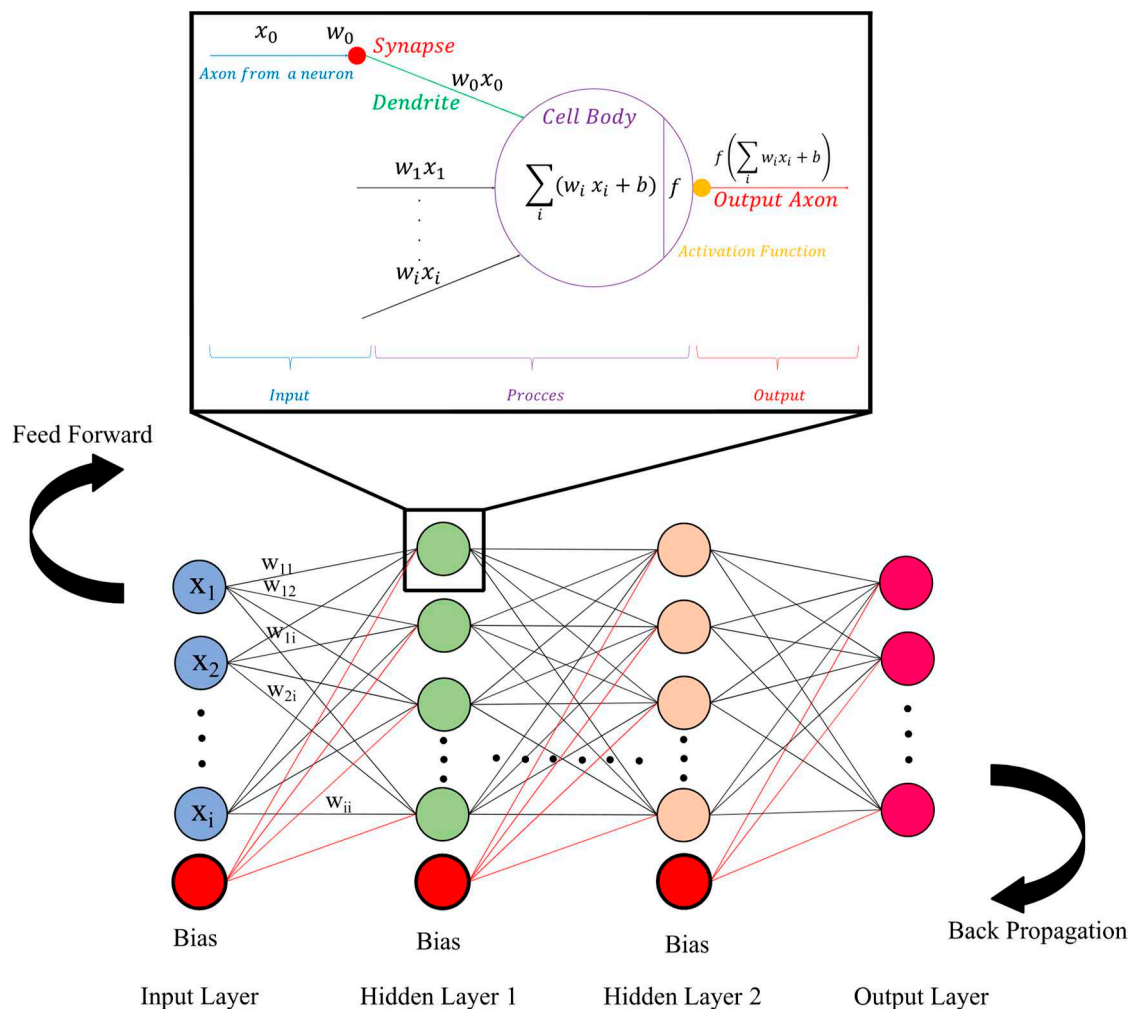 x₀ w₀ Synapse
Axon from a neuron
w₀x₀
Dendrite
Cell Body
w₁x₁
∑ᵢ(wᵢ xᵢ + b) f
f(∑ᵢ wᵢxᵢ + b)
Output Axon
Activation Function
wᵢxᵢ
Input Procces Output
Feed Forward
w₁₁
w₁₂
w₁ᵢ
w₂ᵢ
wᵢᵢ
x₁
x₂
xᵢ
Bias Bias Bias
Back Propagation
Input Layer Hidden Layer 1 Hidden Layer 2 Output Layer